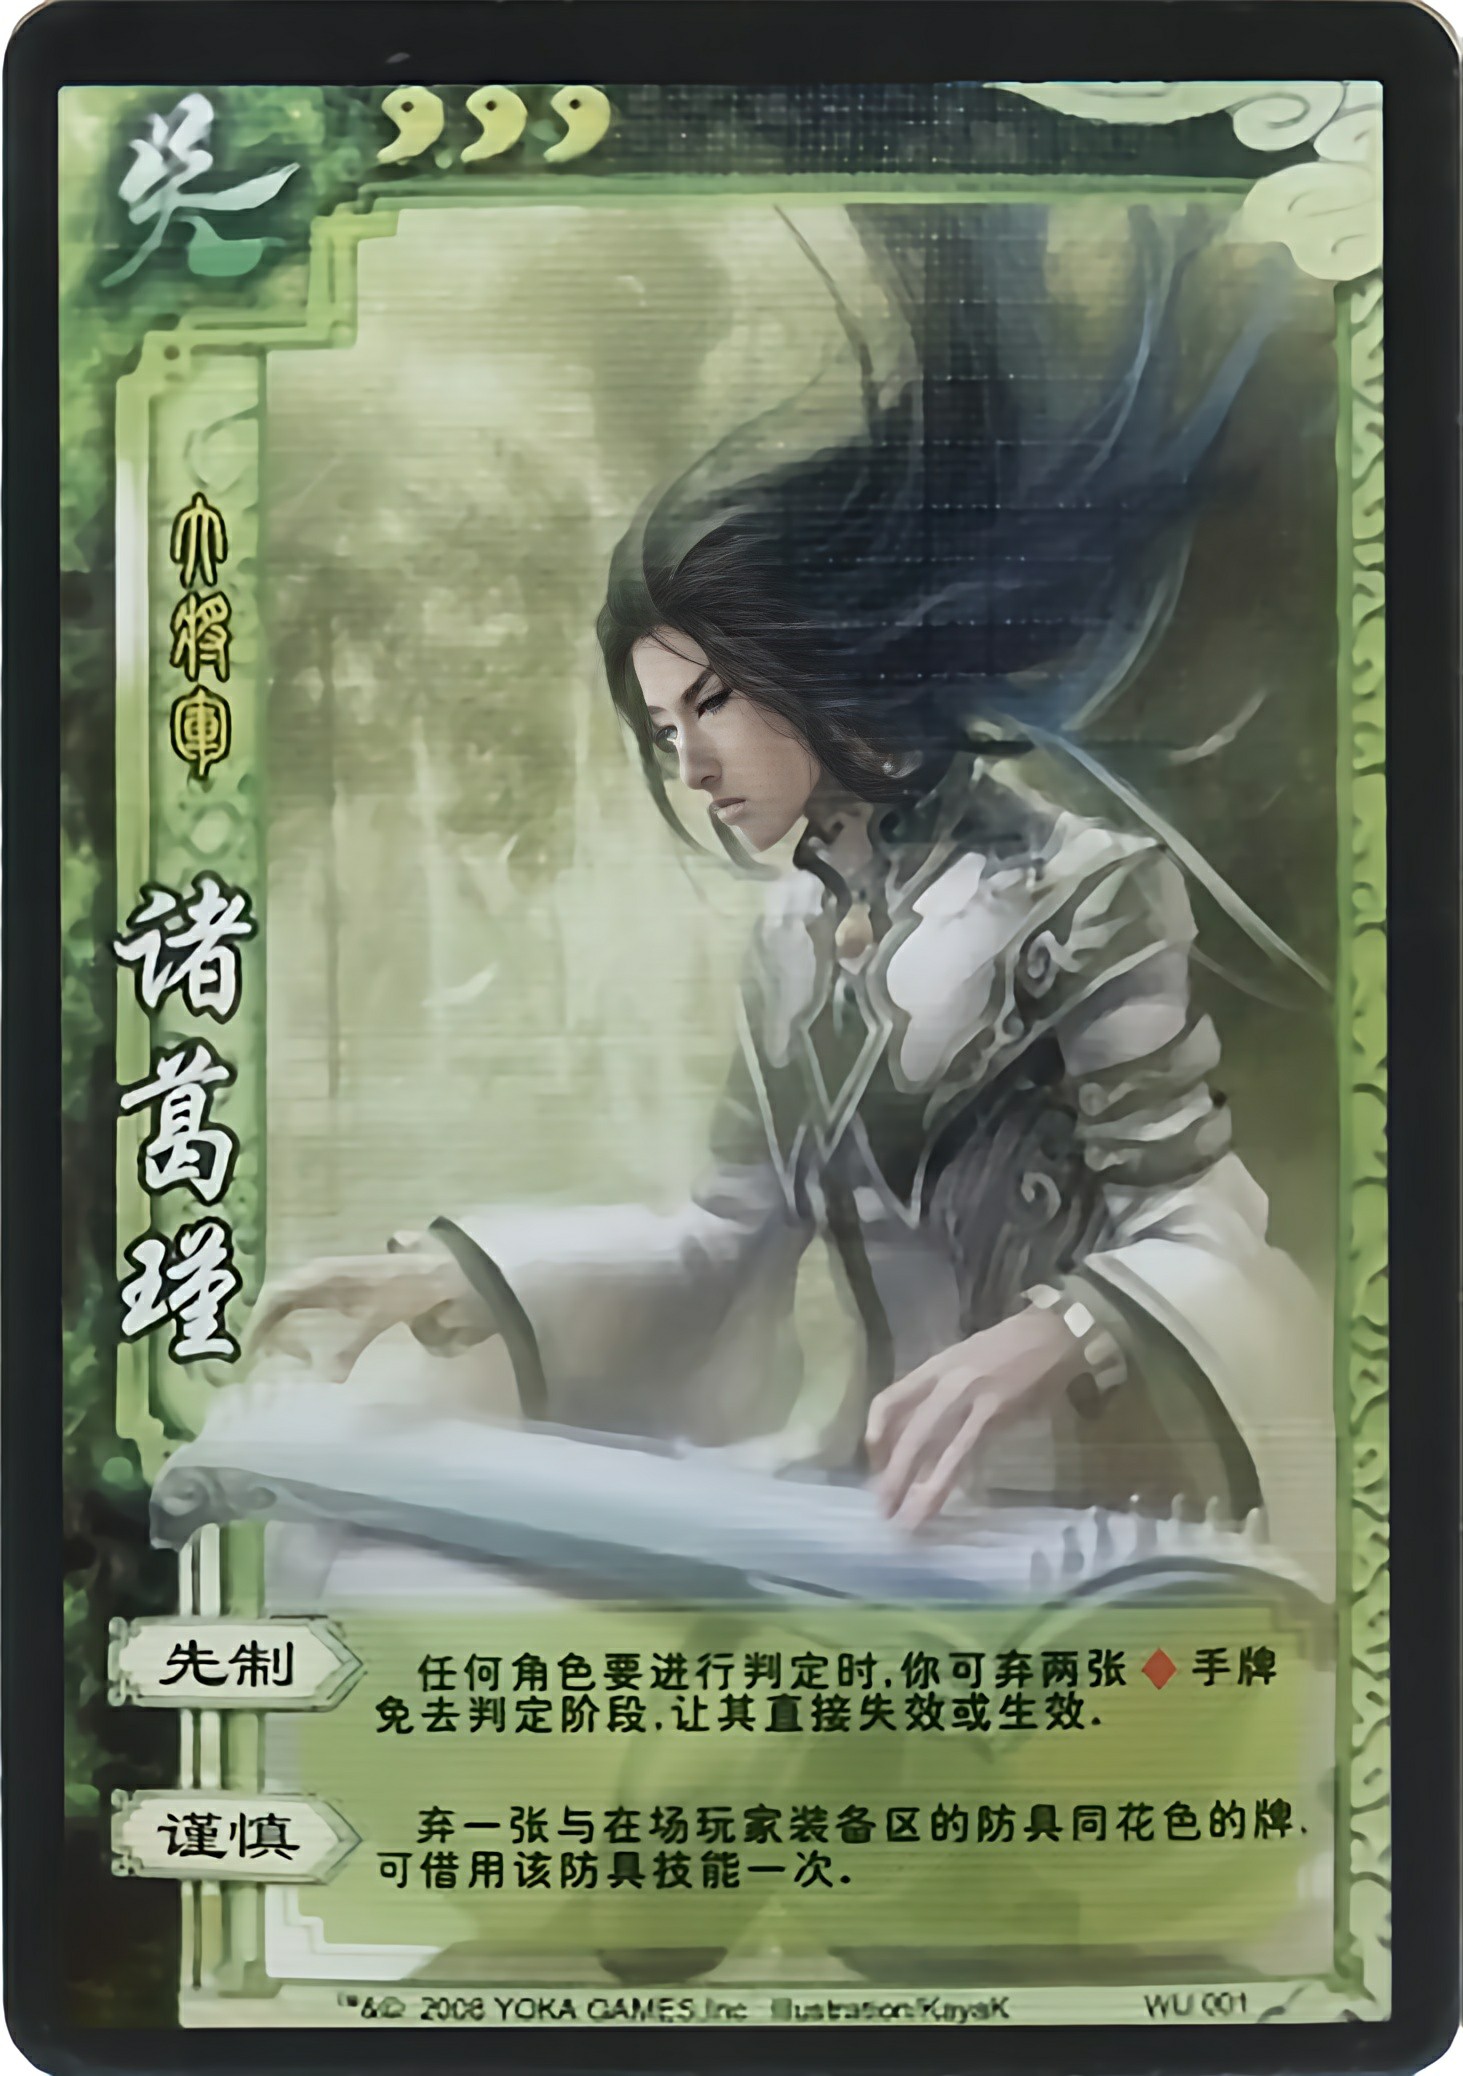 吴
大將軍
诸葛瑾
先制
任何角色要进行判定时,你可弃两张♦手牌
免去判定阶段,让其直接失效或生效.
谨慎
弃一张与在场玩家装备区的防具同花色的牌,
可借用该防具技能一次.
™&© 2008 YOKA GAMES,Inc Illustration/KayaK
WU 001